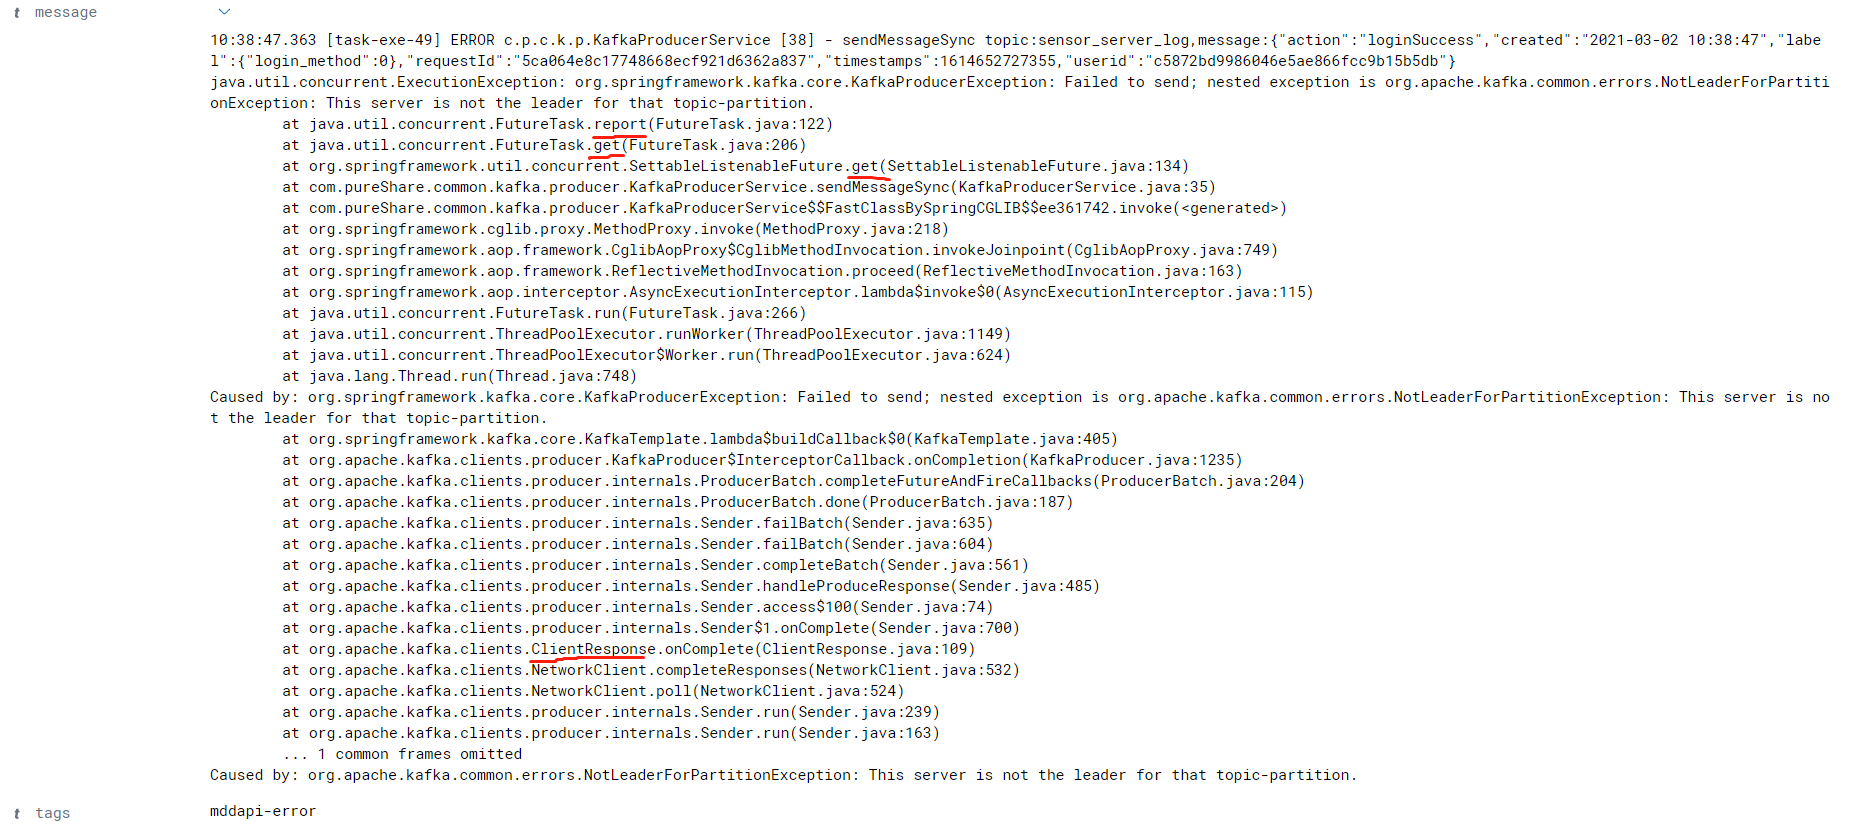 t message
10:38:47.363 [task-exe-49] ERROR c.p.c.k.p.KafkaProducerService [38] - sendMessageSync topic:sensor_server_log,message:{"action":"loginSuccess","created":"2021-03-02 10:38:47","labe
l":{"login_method":0},"requestId":"5ca064e8c17748668ecf921d6362a837","timestamps":1614652727355,"userid":"c5872bd9986046e5ae866fcc9b15b5db"}
java.util.concurrent.ExecutionException: org.springframework.kafka.core.KafkaProducerException: Failed to send; nested exception is org.apache.kafka.common.errors.NotLeaderForPartiti
onException: This server is not the leader for that topic-partition.
at java.util.concurrent.FutureTask.report(FutureTask.java:122)
at java.util.concurrent.FutureTask.get(FutureTask.java:206)
at org.springframework.util.concurrent.SettableListenableFuture.get(SettableListenableFuture.java:134)
at com.pureShare.common.kafka.producer.KafkaProducerService.sendMessageSync(KafkaProducerService.java:35)
at com.pureShare.common.kafka.producer.KafkaProducerService$$FastClassBySpringCGLIB$$ee361742.invoke(<generated>)
at org.springframework.cglib.proxy.MethodProxy.invoke(MethodProxy.java:218)
at org.springframework.aop.framework.CglibAopProxy$CglibMethodInvocation.invokeJoinpoint(CglibAopProxy.java:749)
at org.springframework.aop.framework.ReflectiveMethodInvocation.proceed(ReflectiveMethodInvocation.java:163)
at org.springframework.aop.interceptor.AsyncExecutionInterceptor.lambda$invoke$0(AsyncExecutionInterceptor.java:115)
at java.util.concurrent.FutureTask.run(FutureTask.java:266)
at java.util.concurrent.ThreadPoolExecutor.runWorker(ThreadPoolExecutor.java:1149)
at java.util.concurrent.ThreadPoolExecutor$Worker.run(ThreadPoolExecutor.java:624)
at java.lang.Thread.run(Thread.java:748)
Caused by: org.springframework.kafka.core.KafkaProducerException: Failed to send; nested exception is org.apache.kafka.common.errors.NotLeaderForPartitionException: This server is no
t the leader for that topic-partition.
at org.springframework.kafka.core.KafkaTemplate.lambda$buildCallback$0(KafkaTemplate.java:405)
at org.apache.kafka.clients.producer.KafkaProducer$InterceptorCallback.onCompletion(KafkaProducer.java:1235)
at org.apache.kafka.clients.producer.internals.ProducerBatch.completeFutureAndFireCallbacks(ProducerBatch.java:204)
at org.apache.kafka.clients.producer.internals.ProducerBatch.done(ProducerBatch.java:187)
at org.apache.kafka.clients.producer.internals.Sender.failBatch(Sender.java:635)
at org.apache.kafka.clients.producer.internals.Sender.failBatch(Sender.java:604)
at org.apache.kafka.clients.producer.internals.Sender.completeBatch(Sender.java:561)
at org.apache.kafka.clients.producer.internals.Sender.handleProduceResponse(Sender.java:485)
at org.apache.kafka.clients.producer.internals.Sender.access$100(Sender.java:74)
at org.apache.kafka.clients.producer.internals.Sender$1.onComplete(Sender.java:700)
at org.apache.kafka.clients.ClientResponse.onComplete(ClientResponse.java:109)
at org.apache.kafka.clients.NetworkClient.completeResponses(NetworkClient.java:532)
at org.apache.kafka.clients.NetworkClient.poll(NetworkClient.java:524)
at org.apache.kafka.clients.producer.internals.Sender.run(Sender.java:239)
at org.apache.kafka.clients.producer.internals.Sender.run(Sender.java:163)
... 1 common frames omitted
Caused by: org.apache.kafka.common.errors.NotLeaderForPartitionException: This server is not the leader for that topic-partition.
t tags mddapi-error